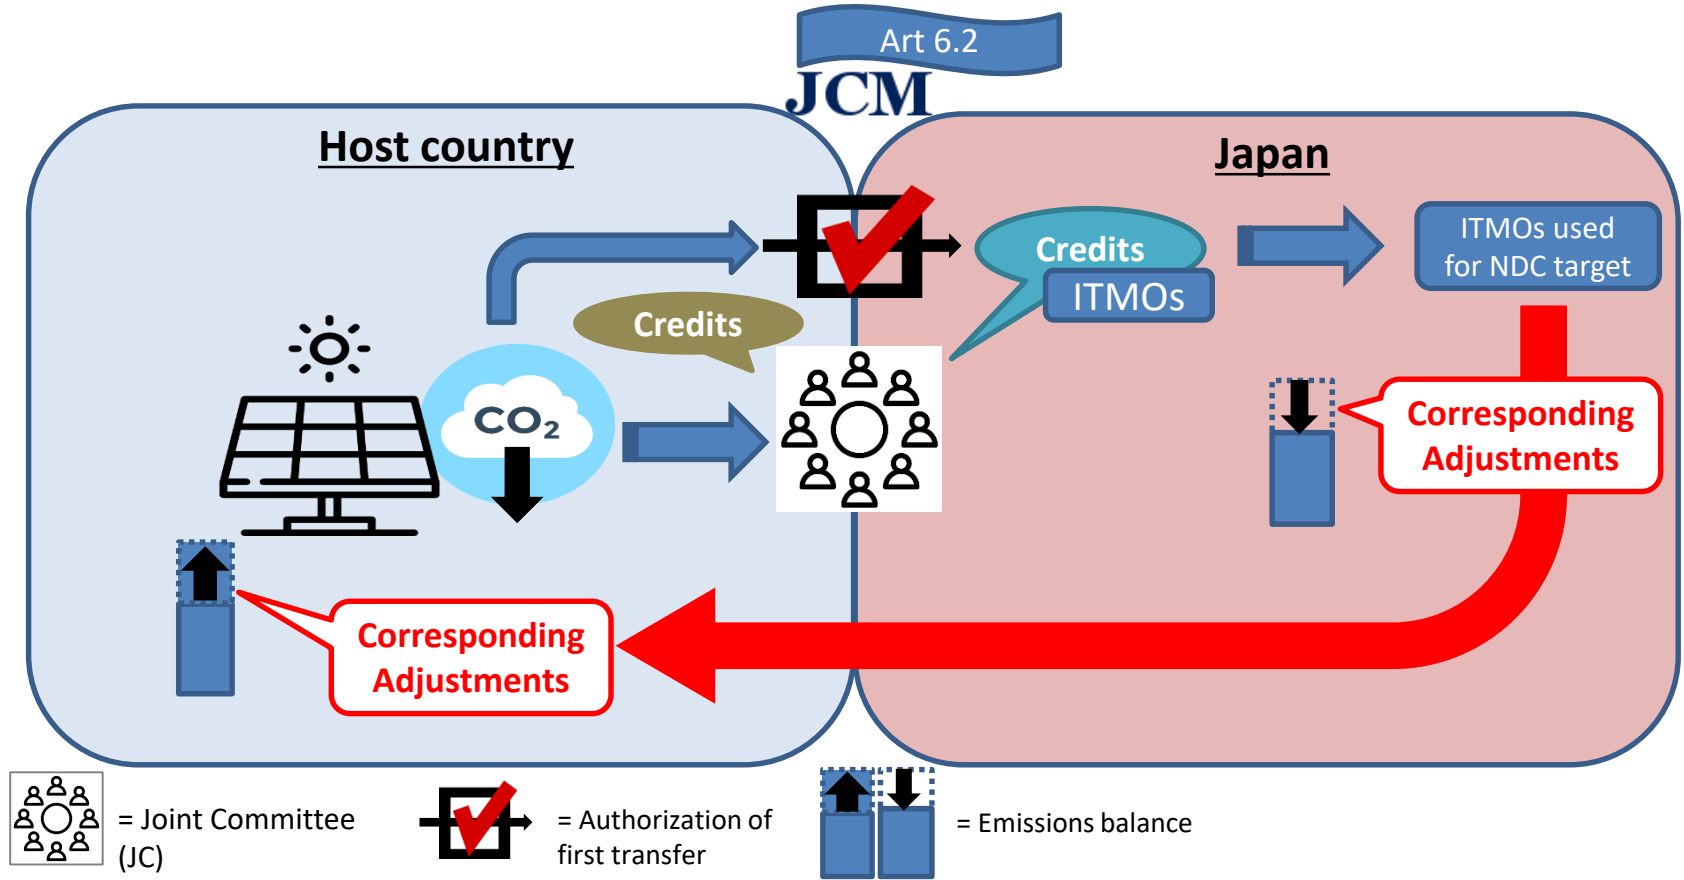 Art 6.2
JCM
Host country
Japan
Credits
ITMOs
ITMOs used
for NDC target
Credits
CO₂
Corresponding
Adjustments
Corresponding
Adjustments
= Joint Committee
(JC)
= Authorization of
first transfer
= Emissions balance